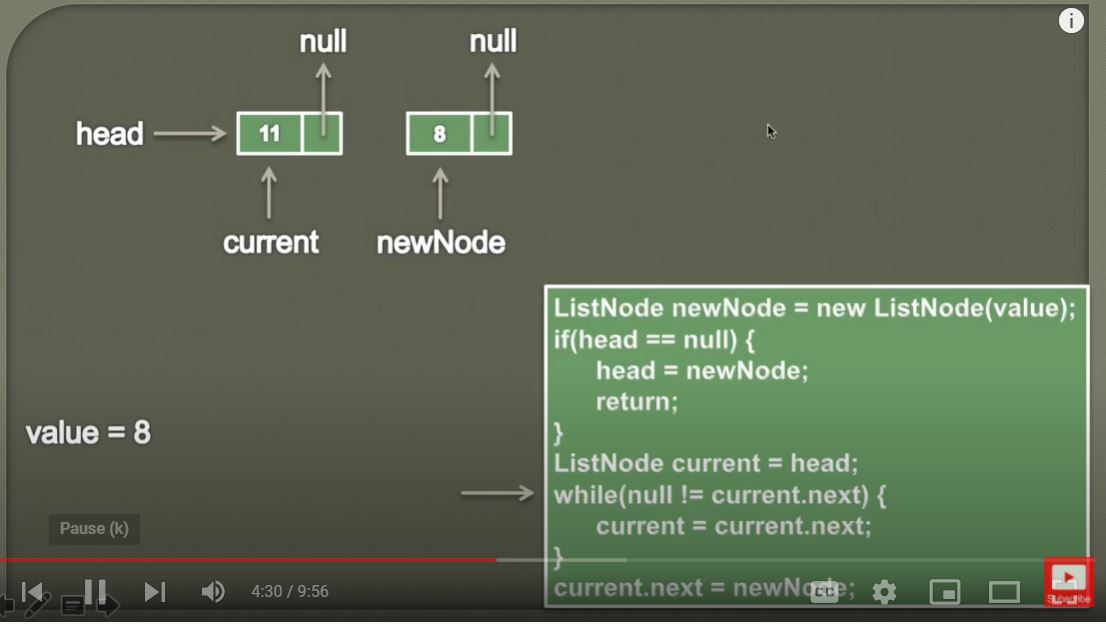 null null
head 11 8
current newNode
ListNode newNode = new ListNode(value);
if(head == null) {
head = newNode;
return;
}
value = 8
ListNode current = head;
while(null != current.next) {
current = current.next;
}
current.next = newNode;
Pause (k)
4:30 / 9:56
CC
Subscribe
i